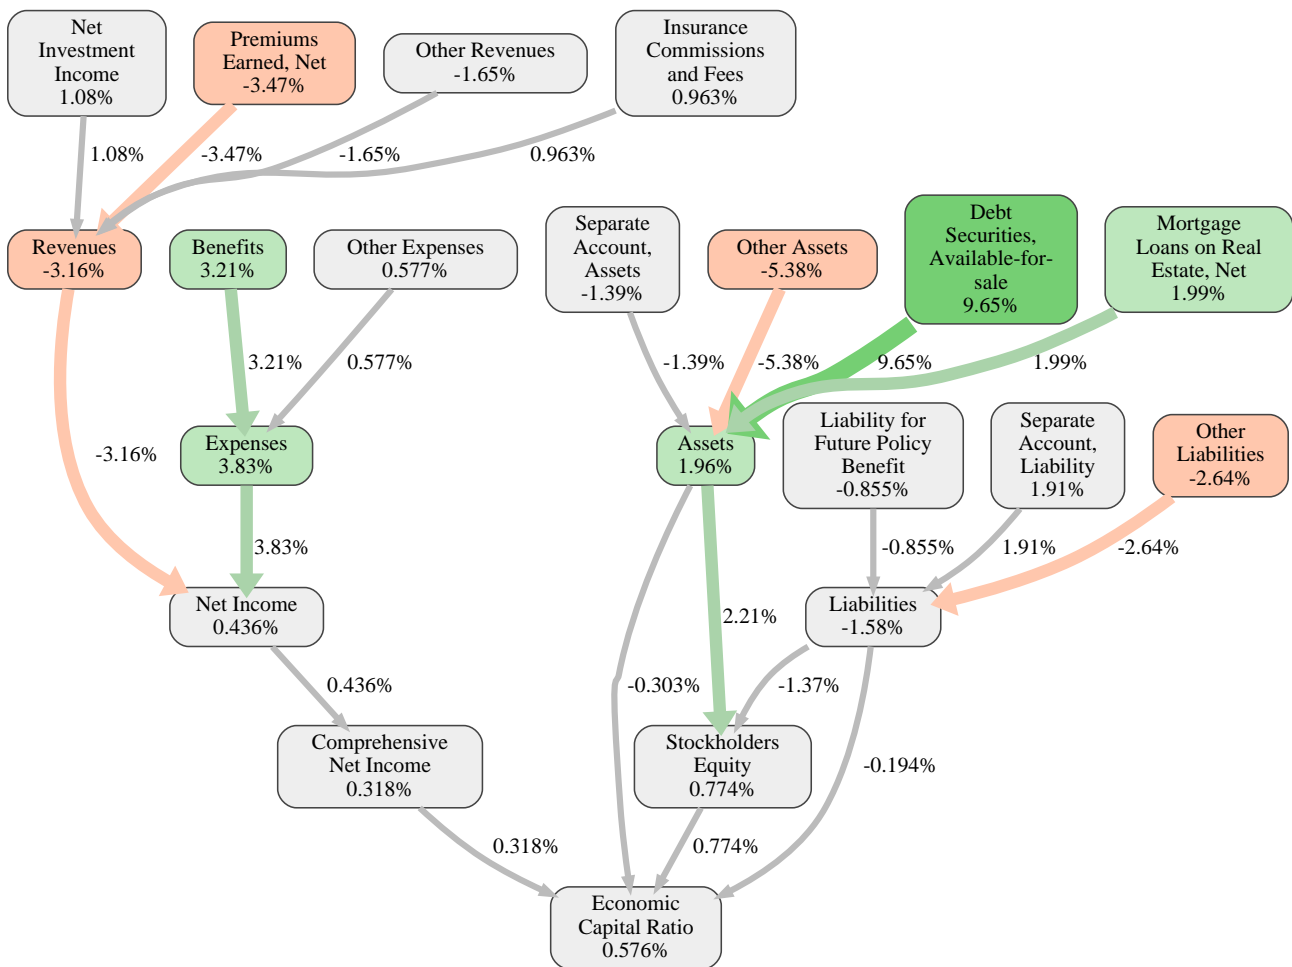 Net
Investment
Income
1.08%
Premiums
Earned, Net
-3.47%
Other Revenues
-1.65%
Insurance
Commissions
and Fees
0.963%
1.08%
-3.47%
-1.65%
0.963%
Revenues
-3.16%
Benefits
3.21%
Other Expenses
0.577%
Separate
Account,
Assets
-1.39%
Other Assets
-5.38%
Debt
Securities,
Available-for-
sale
9.65%
Mortgage
Loans on Real
Estate, Net
1.99%
3.21%
0.577%
-1.39%
-5.38%
9.65%
1.99%
-3.16%
Expenses
3.83%
Assets
1.96%
Liability for
Future Policy
Benefit
-0.855%
Separate
Account,
Liability
1.91%
Other
Liabilities
-2.64%
3.83%
-0.855%
1.91%
-2.64%
Net Income
0.436%
2.21%
Liabilities
-1.58%
0.436%
-0.303%
-1.37%
-0.194%
Comprehensive
Net Income
0.318%
Stockholders
Equity
0.774%
0.318%
0.774%
Economic
Capital Ratio
0.576%